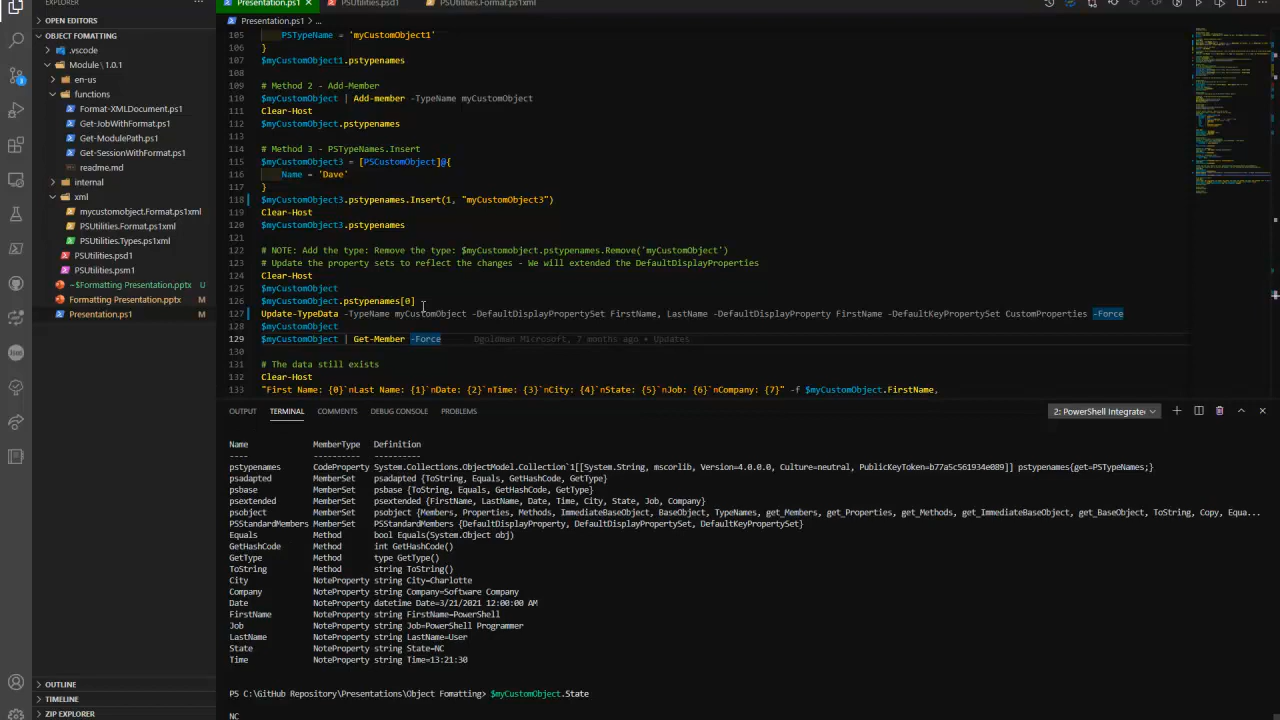 EXPLORER
OPEN EDITORS
OBJECT FOMATTING
.vscode
Module \ 1.0.1
en-us
functions
Format-XMLDocument.ps1
Get-JobWithFormat.ps1
Get-ModulePath.ps1
Get-SessionWithFormat.ps1
readme.md
internal
xml
mycustomobject.Format.ps1xml
PSUtilities.Format.ps1xml
PSUtilities.Types.ps1xml
PSUtilities.psd1
PSUtilities.psm1
~$Formatting Presentation.pptx U
Formatting Presentation.pptx M
Presentation.ps1 M
OUTLINE
TIMELINE
ZIP EXPLORER
Presentation.ps1 PSUtilities.psd1 PSUtilities.Format.ps1xml
Presentation.ps1 > ...
105 PSTypeName = 'myCustomObject1'
106 }
107 $myCustomObject1.pstypenames
108
109 # Method 2 - Add-Member
110 $myCustomObject | Add-member -TypeName myCustomObject
111 Clear-Host
112 $myCustomObject.pstypenames
113
114 # Method 3 - PSTypeNames.Insert
115 $myCustomObject3 = [PSCustomObject]@{
116 Name = 'Dave'
117 }
118 $myCustomObject3.pstypenames.Insert(1, "myCustomObject3")
119 Clear-Host
120 $myCustomObject3.pstypenames
121
122 # NOTE: Add the type: Remove the type: $myCustomobject.pstypenames.Remove('myCustomObject')
123 # Update the property sets to reflect the changes - We will extended the DefaultDisplayProperties
124 Clear-Host
125 $myCustomObject
126 $myCustomObject.pstypenames[0]
127 Update-TypeData -TypeName myCustomObject -DefaultDisplayPropertySet FirstName, LastName -DefaultDisplayProperty FirstName -DefaultKeyPropertySet CustomProperties -Force
128 $myCustomObject
129 $myCustomObject | Get-Member -Force Dgoldman Microsoft, 7 months ago • Updates
130
131 # The data still exists
132 Clear-Host
133 "First Name: {0}`nLast Name: {1}`nDate: {2}`nTime: {3}`nCity: {4}`nState: {5}`nJob: {6}`nCompany: {7}" -f $myCustomObject.FirstName,
OUTPUT TERMINAL COMMENTS DEBUG CONSOLE PROBLEMS 2: PowerShell Integrate
Name MemberType Definition
---- ---------- ----------
pstypenames CodeProperty System.Collections.ObjectModel.Collection`1[[System.String, mscorlib, Version=4.0.0.0, Culture=neutral, PublicKeyToken=b77a5c561934e089]] pstypenames{get=PSTypeNames;}
psadapted MemberSet psadapted {ToString, Equals, GetHashCode, GetType}
psbase MemberSet psbase {ToString, Equals, GetHashCode, GetType}
psextended MemberSet psextended {FirstName, LastName, Date, Time, City, State, Job, Company}
psobject MemberSet psobject {Members, Properties, Methods, ImmediateBaseObject, BaseObject, TypeNames, get_Members, get_Properties, get_Methods, get_ImmediateBaseObject, get_BaseObject, ToString, Copy, Equa...
PSStandardMembers MemberSet PSStandardMembers {DefaultDisplayProperty, DefaultDisplayPropertySet, DefaultKeyPropertySet}
Equals Method bool Equals(System.Object obj)
GetHashCode Method int GetHashCode()
GetType Method type GetType()
ToString Method string ToString()
City NoteProperty string City=Charlotte
Company NoteProperty string Company=Software Company
Date NoteProperty datetime Date=3/21/2021 12:00:00 AM
FirstName NoteProperty string FirstName=PowerShell
Job NoteProperty string Job=PowerShell Programmer
LastName NoteProperty string LastName=User
State NoteProperty string State=NC
Time NoteProperty string Time=13:21:30
PS C:\GitHub Repository\Presentations\Object Fomatting> $myCustomObject.State
NC